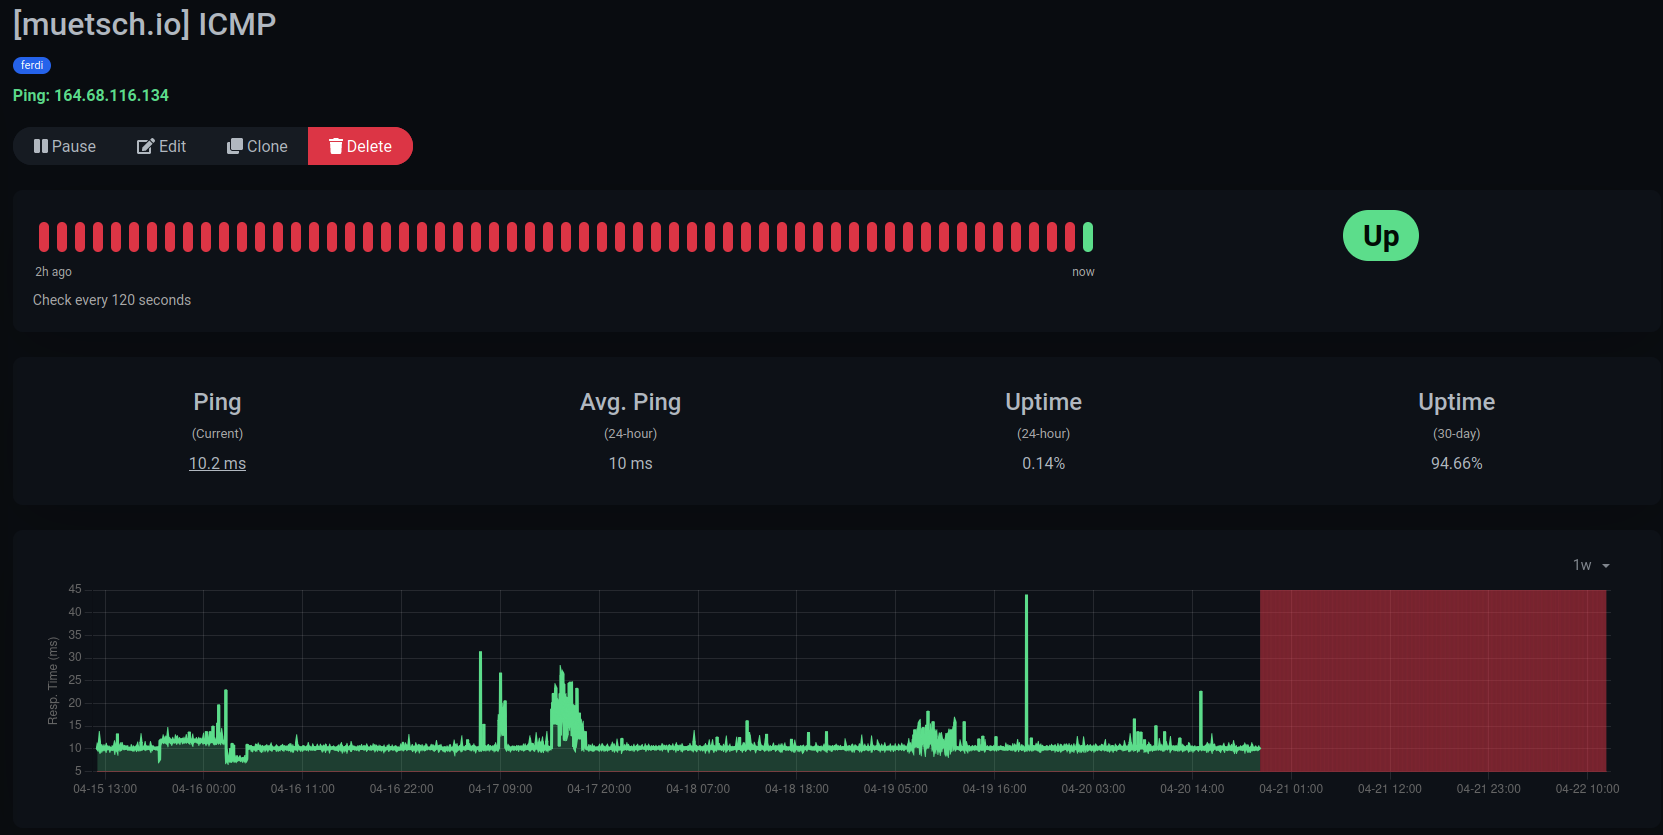 [muetsch.io] ICMP
ferdi
Ping: 164.68.116.134
Pause Edit Clone Delete
Up
2h ago now
Check every 120 seconds
Ping Avg. Ping Uptime Uptime
(Current) (24-hour) (24-hour) (30-day)
10.2 ms 10 ms 0.14% 94.66%
1w
Resp. Time (ms)
45
40
35
30
25
20
15
10
5
04-15 13:00 04-16 00:00 04-16 11:00 04-16 22:00 04-17 09:00 04-17 20:00 04-18 07:00 04-18 18:00 04-19 05:00 04-19 16:00 04-20 03:00 04-20 14:00 04-21 01:00 04-21 12:00 04-21 23:00 04-22 10:00